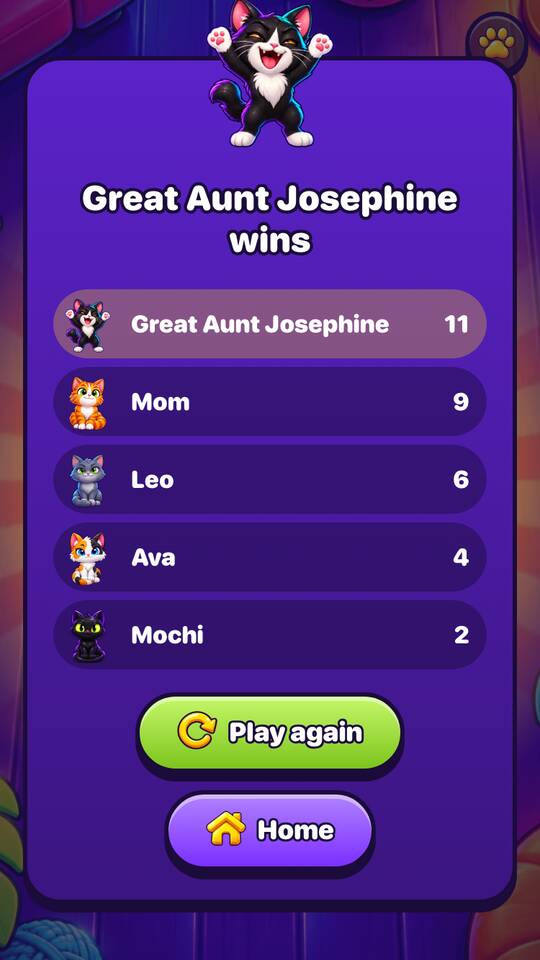 Great Aunt Josephine
wins
Great Aunt Josephine 11
Mom 9
Leo 6
Ava 4
Mochi 2
Play again
Home